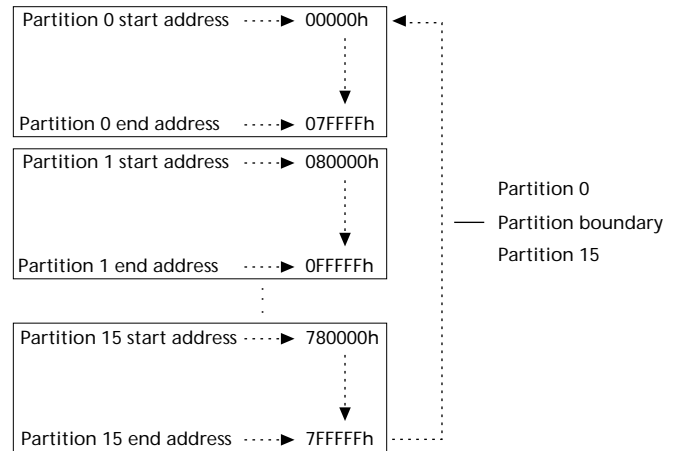 Partition 0 start address 00000h
Partition 0 end address 07FFFFh
Partition 1 start address 080000h
Partition 1 end address 0FFFFFh
Partition 15 start address 780000h
Partition 15 end address 7FFFFFh
Partition 0
Partition boundary
Partition 15